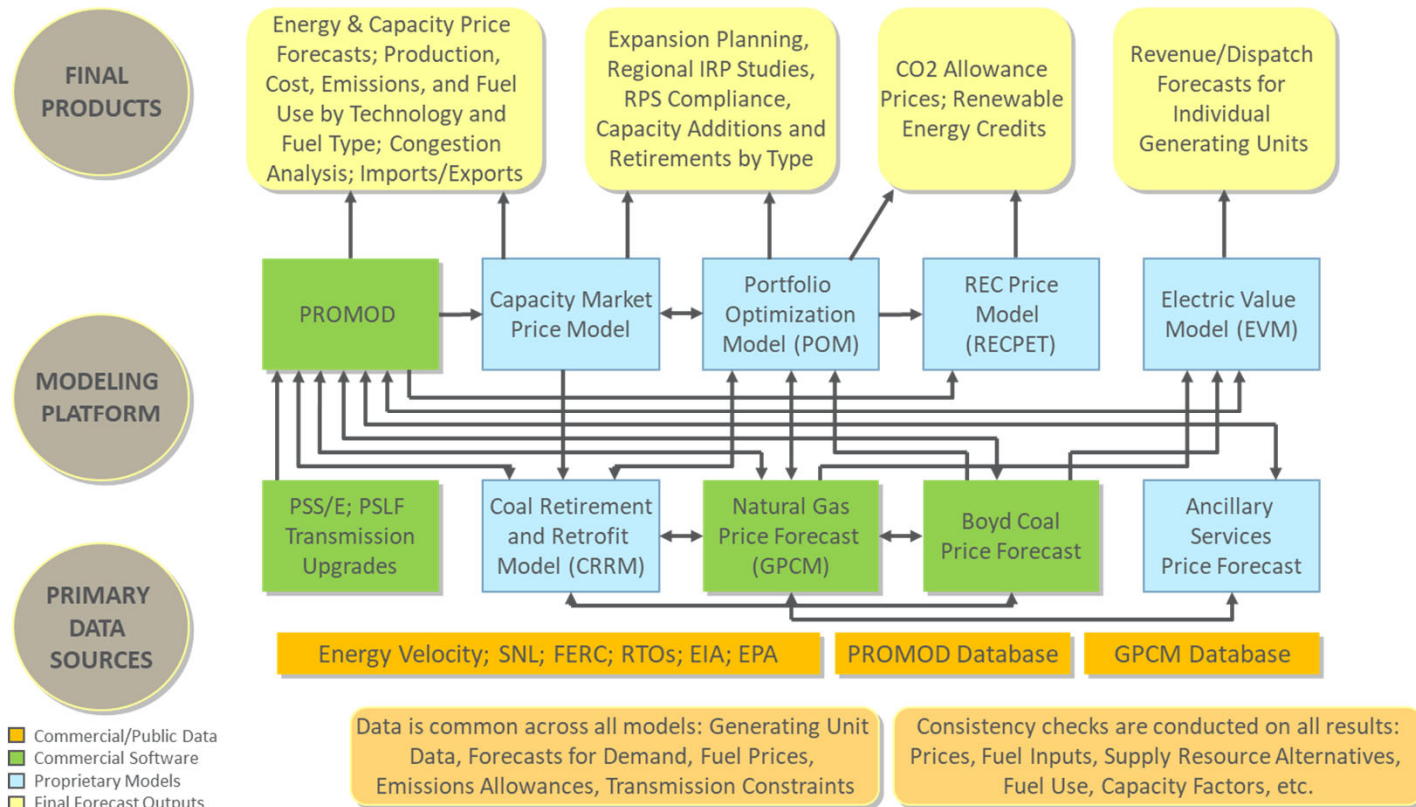 FINAL
PRODUCTS
Energy & Capacity Price
Forecasts; Production,
Cost, Emissions, and Fuel
Use by Technology and
Fuel Type; Congestion
Analysis; Imports/Exports
Expansion Planning,
Regional IRP Studies,
RPS Compliance,
Capacity Additions and
Retirements by Type
CO2 Allowance
Prices; Renewable
Energy Credits
Revenue/Dispatch
Forecasts for
Individual
Generating Units
MODELING
PLATFORM
PROMOD
Capacity Market
Price Model
Portfolio
Optimization
Model (POM)
REC Price
Model
(RECPET)
Electric Value
Model (EVM)
PSS/E; PSLF
Transmission
Upgrades
Coal Retirement
and Retrofit
Model (CRRM)
Natural Gas
Price Forecast
(GPCM)
Boyd Coal
Price Forecast
Ancillary
Services
Price Forecast
PRIMARY
DATA
SOURCES
Energy Velocity; SNL; FERC; RTOs; EIA; EPA
PROMOD Database
GPCM Database
Commercial/Public Data
Commercial Software
Proprietary Models
Final Forecast Outputs
Data is common across all models: Generating Unit
Data, Forecasts for Demand, Fuel Prices,
Emissions Allowances, Transmission Constraints
Consistency checks are conducted on all results:
Prices, Fuel Inputs, Supply Resource Alternatives,
Fuel Use, Capacity Factors, etc.